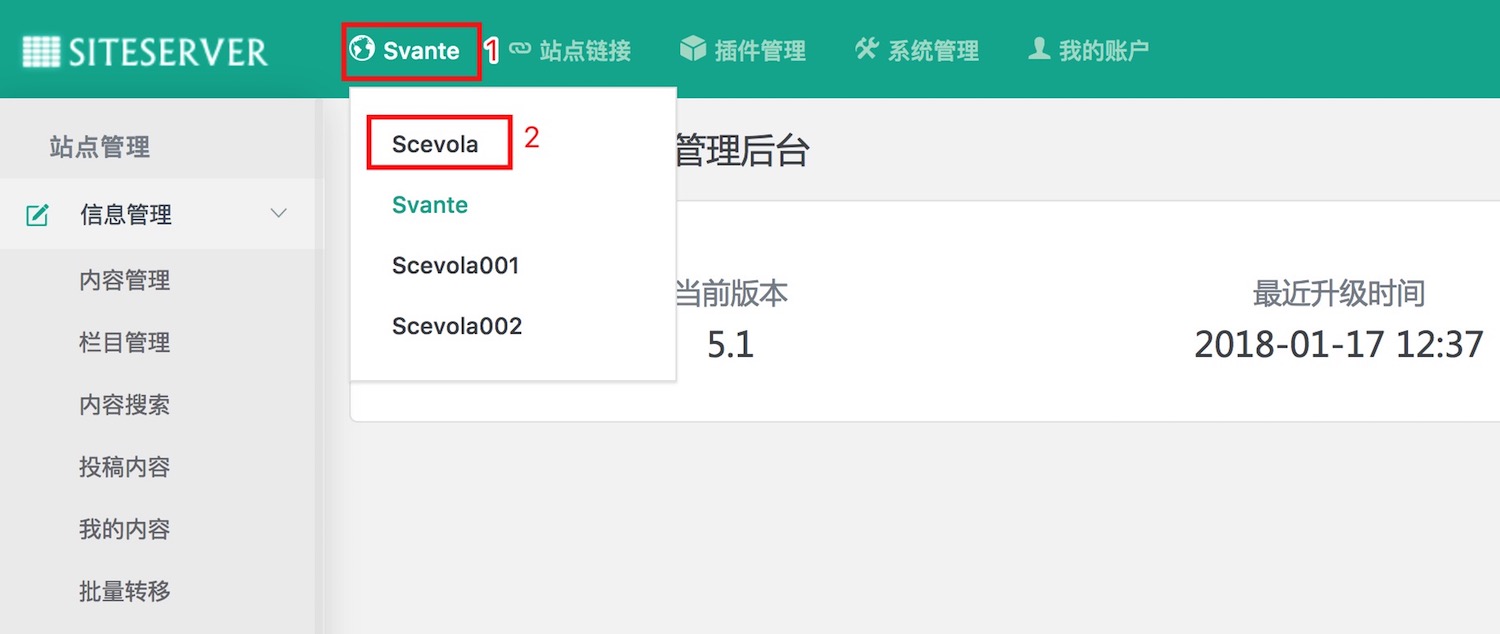 SITESERVER
Svante 1 站点链接 插件管理 系统管理 我的账户
站点管理
信息管理
内容管理
栏目管理
内容搜索
投稿内容
我的内容
批量转移
Scevola 2
Svante
Scevola001
Scevola002
管理后台
当前版本
5.1
最近升级时间
2018-01-17 12:37